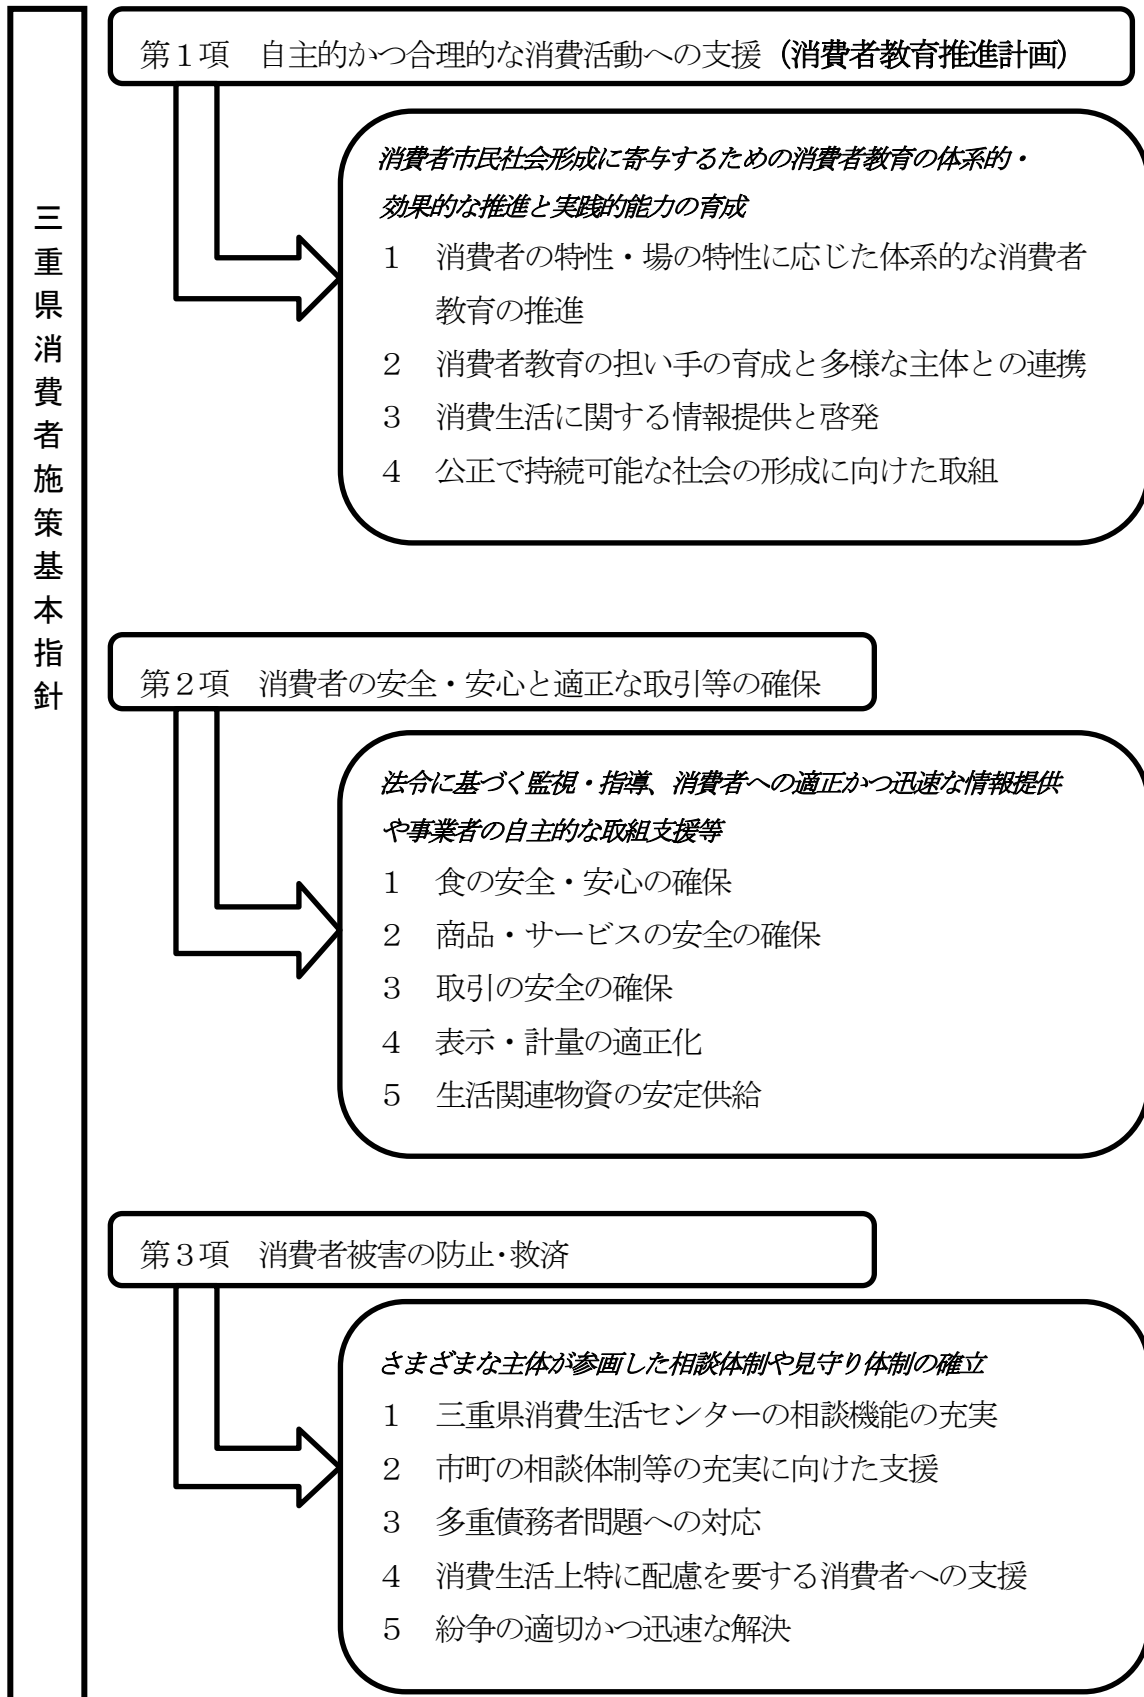 三重県消費者施策基本指針
第１項　自主的かつ合理的な消費活動への支援（消費者教育推進計画）
消費者市民社会形成に寄与するための消費者教育の体系的・
効果的な推進と実践的能力の育成
１　消費者の特性・場の特性に応じた体系的な消費者
教育の推進
２　消費者教育の担い手の育成と多様な主体との連携
３　消費生活に関する情報提供と啓発
４　公正で持続可能な社会の形成に向けた取組
第２項　消費者の安全・安心と適正な取引等の確保
法令に基づく監視・指導、消費者への適正かつ迅速な情報提供
や事業者の自主的な取組支援等
１　食の安全・安心の確保
２　商品・サービスの安全の確保
３　取引の安全の確保
４　表示・計量の適正化
５　生活関連物資の安定供給
第３項　消費者被害の防止･救済
さまざまな主体が参画した相談体制や見守り体制の確立
１　三重県消費生活センターの相談機能の充実
２　市町の相談体制等の充実に向けた支援
３　多重債務者問題への対応
４　消費生活上特に配慮を要する消費者への支援
５　紛争の適切かつ迅速な解決